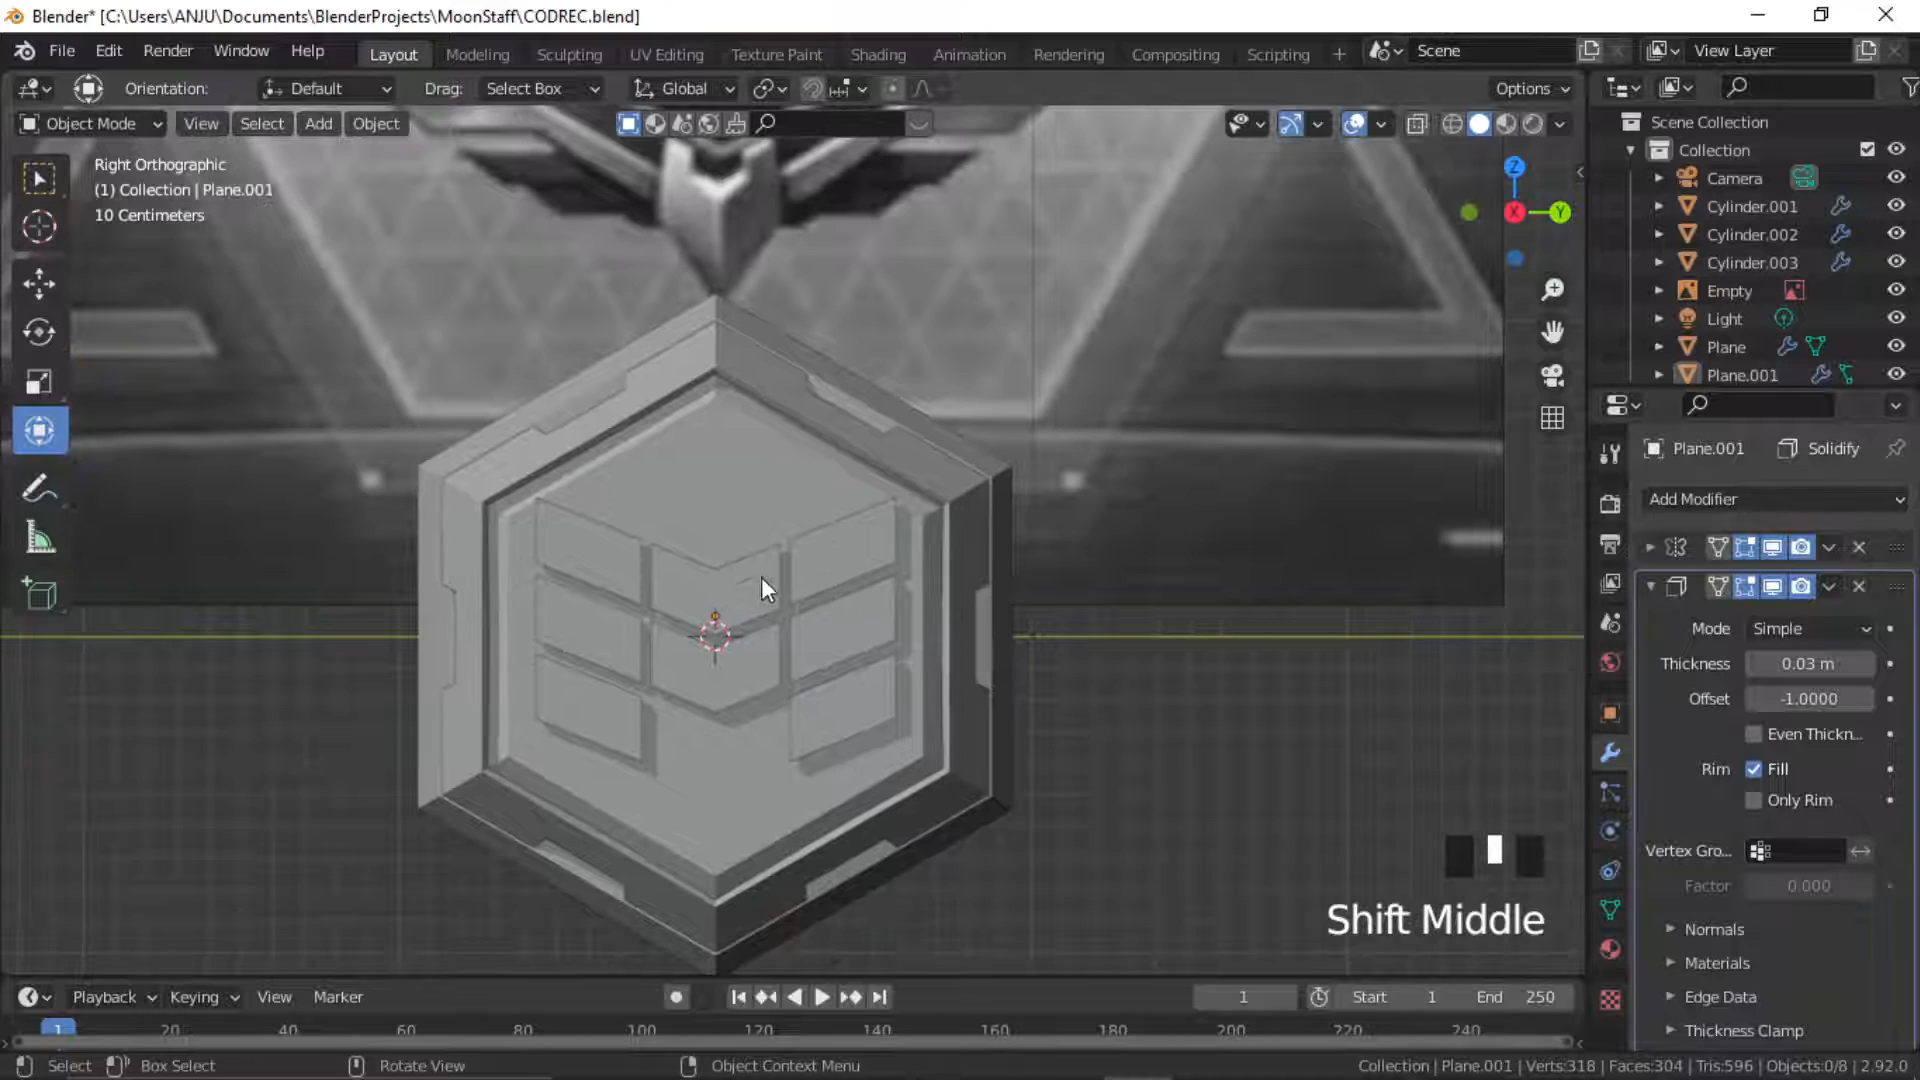 Blender* [C:\Users\ANJU\Documents\BlenderProjects\MoonStaff\CODREC.blend]
File Edit Render Window Help Layout Modeling Sculpting UV Editing Texture Paint Shading Animation Rendering Compositing Scripting Scene View Layer
Orientation: Default Drag: Select Box Global Options
Object Mode View Select Add Object
Right Orthographic
(1) Collection | Plane.001
10 Centimeters
Z
X
Y
Scene Collection
Collection
Camera
Cylinder.001
Cylinder.002
Cylinder.003
Empty
Light
Plane
Plane.001
Plane.001 Solidify
Add Modifier
Mode Simple
Thickness 0.03 m
Offset -1.0000
Even Thickn...
Rim Fill
Only Rim
Vertex Gro...
Factor 0.000
Normals
Materials
Edge Data
Thickness Clamp
Shift Middle
Playback Keying View Marker 1 Start 1 End 250
1 20 40 60 80 100 120 140 160 180 200 220 240
Select Box Select Rotate View Object Context Menu Collection | Plane.001 | Verts:318 | Faces:304 | Tris:596 | Objects:0/8 | 2.92.0